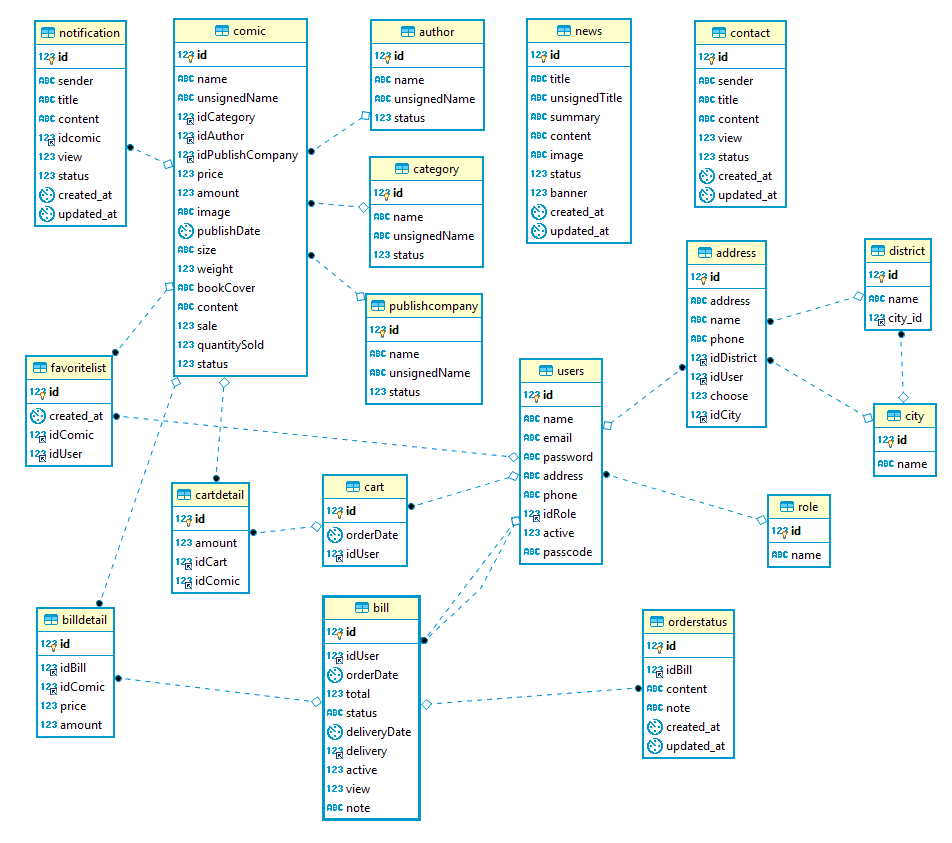 notification
123 id
ABC sender
ABC title
ABC content
123 idcomic
123 view
123 status
created_at
updated_at
comic
123 id
ABC name
ABC unsignedName
123 idCategory
123 idAuthor
123 idPublishCompany
123 price
123 amount
ABC image
publishDate
ABC size
123 weight
ABC bookCover
ABC content
123 sale
123 quantitySold
123 status
author
123 id
ABC name
ABC unsignedName
123 status
category
123 id
ABC name
ABC unsignedName
123 status
publishcompany
123 id
ABC name
ABC unsignedName
123 status
news
123 id
ABC title
ABC unsignedTitle
ABC summary
ABC content
ABC image
123 status
123 banner
created_at
updated_at
contact
123 id
ABC sender
ABC title
ABC content
123 view
123 status
created_at
updated_at
address
123 id
ABC address
ABC name
ABC phone
123 idDistrict
123 idUser
123 choose
123 idCity
district
123 id
ABC name
123 city_id
city
123 id
ABC name
favoritelist
123 id
created_at
123 idComic
123 idUser
users
123 id
ABC name
ABC email
ABC password
ABC address
ABC phone
123 idRole
123 active
ABC passcode
role
123 id
ABC name
cartdetail
123 id
123 amount
123 idCart
123 idComic
cart
123 id
orderDate
123 idUser
billdetail
123 id
123 idBill
123 idComic
123 price
123 amount
bill
123 id
123 idUser
orderDate
123 total
ABC status
deliveryDate
123 delivery
123 active
123 view
ABC note
orderstatus
123 id
123 idBill
ABC content
ABC note
created_at
updated_at